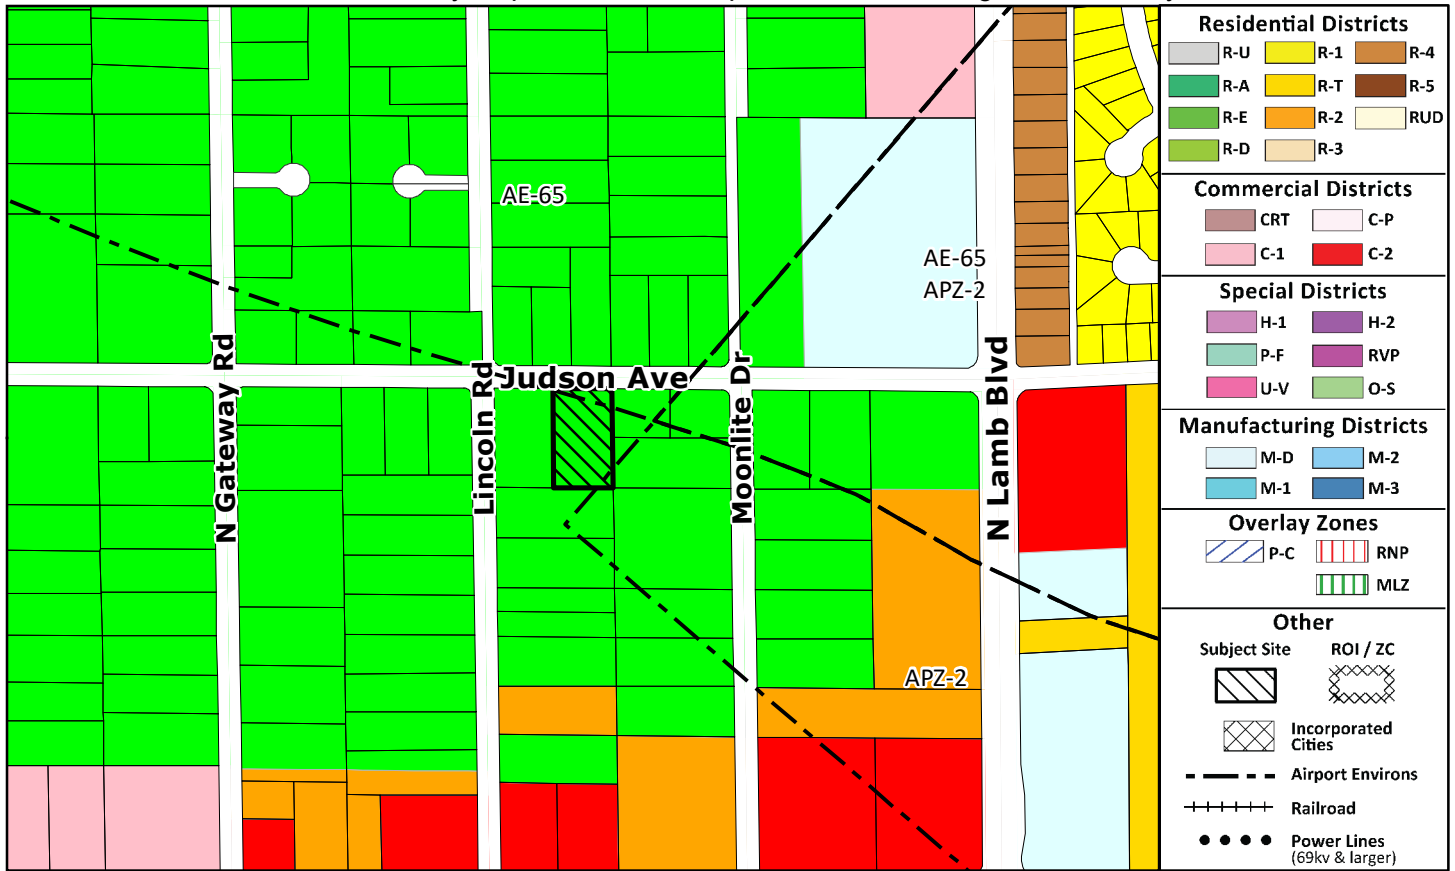 AE-65
AE-65
APZ-2
Judson Ave
N Gateway Rd
Lincoln Rd
Moonlite Dr
N Lamb Blvd
APZ-2
Residential Districts
R-U R-1 R-4
R-A R-T R-5
R-E R-2 RUD
R-D R-3
Commercial Districts
CRT C-P
C-1 C-2
Special Districts
H-1 H-2
P-F RVP
U-V O-S
Manufacturing Districts
M-D M-2
M-1 M-3
Overlay Zones
P-C RNP
MLZ
Other
Subject Site ROI / ZC
Incorporated
Cities
Airport Environs
Railroad
Power Lines
(69kv & larger)